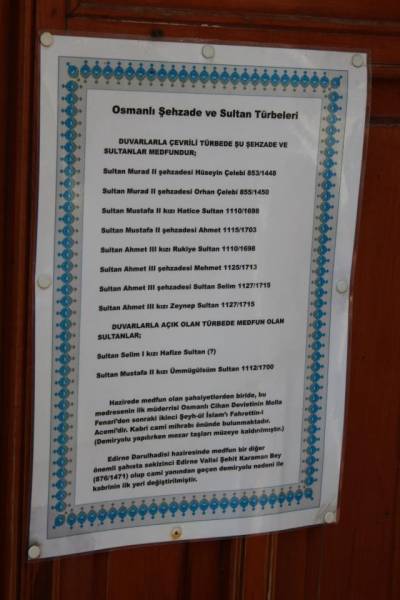 Osmanlı Şehzade ve Sultan Türbeleri
DUVARLARLA ÇEVRİLİ TÜRBEDE ŞU ŞEHZADE VE
SULTANLAR MEDFUNDUR;
Sultan Murad II şehzadesi Hüseyin Çelebi 853/1448
Sultan Murad II şehzadesi Orhan Çelebi 855/1450
Sultan Mustafa II kızı Hatice Sultan 1110/1698
Sultan Mustafa II şehzadesi Ahmet 1115/1703
Sultan Ahmet III kızı Rukiye Sultan 1110/1698
Sultan Ahmet III şehzadesi Mehmet 1125/1713
Sultan Ahmet III şehzadesi Sultan Selim 1127/1715
Sultan Ahmet III kızı Zeynep Sultan 1127/1715
DUVARLARLA AÇIK OLAN TÜRBEDE MEDFUN OLAN
SULTANLAR;
Sultan Selim I kızı Hafize Sultan (?)
Sultan Mustafa II kızı Ümmügülsüm Sultan 1112/1700
Hazirede medfun olan şahsiyetlerden biride, bu
medresenin ilk müderrisi Osmanlı Cihan Devletinin Molla
Fenari'den sonraki ikinci Şeyh-ül İslam'ı Fahrettin-i
Acemi'dir. Kabri cami mihrabı önünde bulunmaktadır.
(Demiryolu yapılırken mezar taşları müzeye kaldırılmıştır.)
Edirne Darulhadisi haziresinde medfun bir diğer
önemli şahısta sekizinci Edirne Valisi Şehit Karaman Bey
(876/1471) olup cami yanından geçen demiryolu nedeni ile
kabrinin ilk yeri değiştirilmiştir.